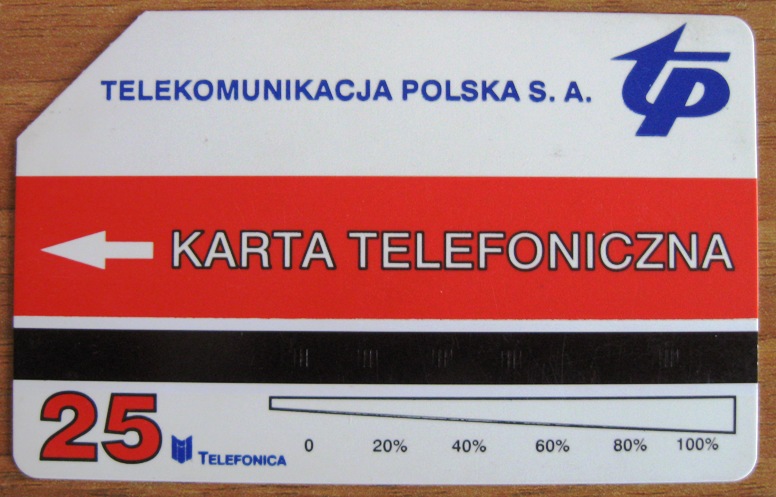 TELEKOMUNIKACJA POLSKA S. A.
TP
KARTA TELEFONICZNA
25
TELEFONICA
0 20% 40% 60% 80% 100%